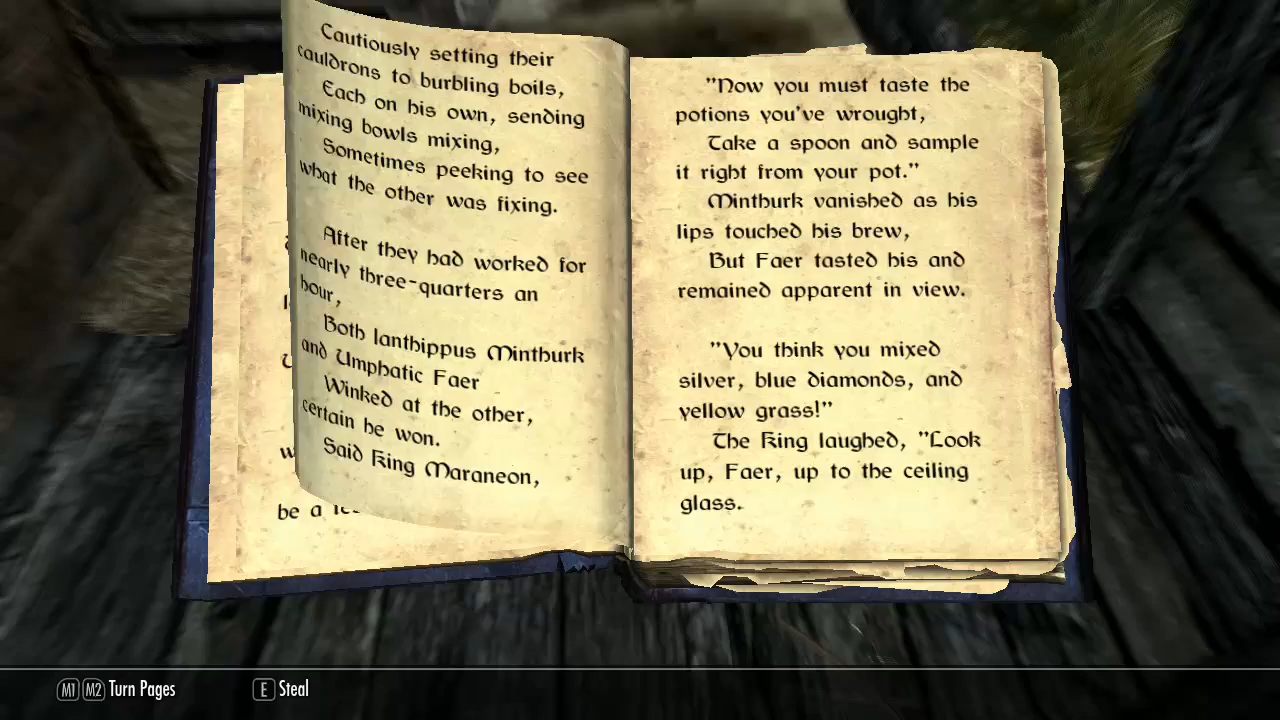 Cautiously setting their
cauldrons to burbling boils,
Each on his own, sending
mixing bowls mixing,
Sometimes peeking to see
what the other was fixing.
After they had worked for
nearly three-quarters an
hour,
Both Ianthippus Minthurk
and Umphatic Faer
Winked at the other,
certain he won.
Said King Maraneon,
be a
"Now you must taste the
potions you've wrought,
Take a spoon and sample
it right from your pot."
Minthurk vanished as his
lips touched his brew,
But Faer tasted his and
remained apparent in view.
"You think you mixed
silver, blue diamonds, and
yellow grass!"
The King laughed, "Look
up, Faer, up to the ceiling
glass.
M1 M2 Turn Pages
E Steal